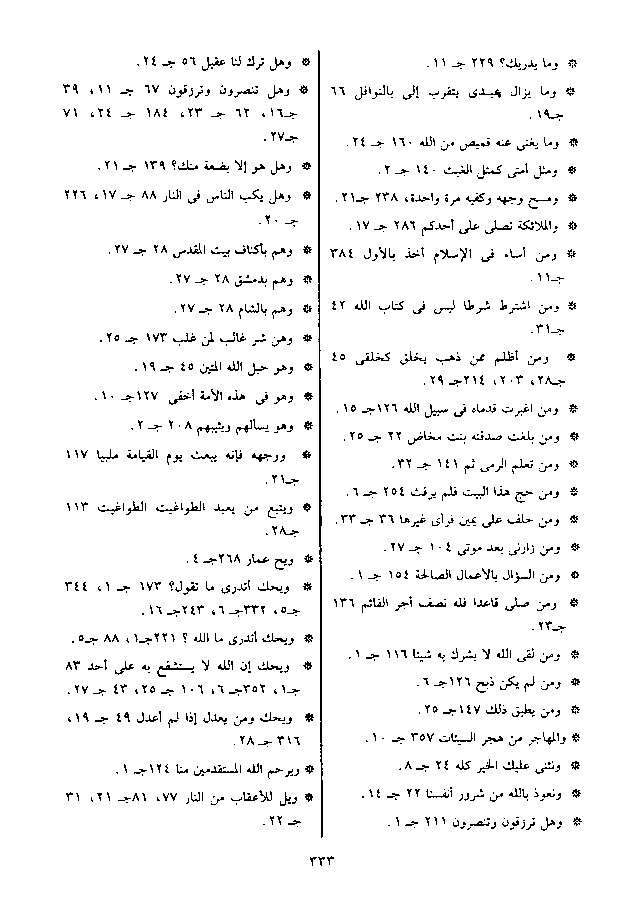 * وما يدريك؟ ٢٢٩ جـ ١١.
* وما يزال عبدى يتقرب إلى بالنوافل ٦٦
جـ١٩.
* وما يغنى عنه قميص من الله ١٦٠ جـ ٢٤.
* ومثل أمتى كمثل الغيث ١٤٠ جـ ٢.
* ومسح وجهه وكفيه مرة واحدة، ٢٣٨ جـ٢١.
* والملائكة تصلى على أحدكم ٢٨٦ جـ ١٧.
* ومن أساء فى الإسلام أخذ بالأول ٣٨٤
جـ١١.
* ومن اشترط شرطا ليس فى كتاب الله ٤٢
جـ٣١.
* ومن أظلم ممن ذهب يخلق كخلقى ٤٥
جـ٢٨، ٢٠٣، ٢١٤جـ ٢٩.
* ومن اغبرت قدماه فى سبيل الله ١٢٦جـ ١٥.
* ومن بلغت صدقته بنت مخاض ٢٢ جـ ٢٥.
* ومن تعلم الرمى ثم ١٤١ جـ ٣٢.
* ومن حج هذا البيت فلم يرفث ٢٥٤ جـ ٦.
* ومن حلف على يمين فرأى غيرها ٣٦ جـ ٣٣.
* ومن زارنى بعد موتى ١٠٤ جـ ٢٧.
* ومن السؤال بالأعمال الصالحة ١٥٤ جـ ١.
* ومن صلى قاعدا فله نصف أجر القائم ١٣٦
جـ٢٣.
* ومن لقى الله لا يشرك به شيئا ١١٦ جـ ١.
* ومن لم يكن ذبح ١٢٦جـ ٦.
* ومن يطيق ذلك ١٤٧جـ ٢٥.
* والمهاجر من هجر السيئات ٣٥٧ جـ ١٠.
* ونثنى عليك الخير كله ٢٤ جـ ٨.
* ونعوذ بالله من شرور أنفسنا ٢٢ جـ ١٤.
* وهل ترزقون وتنصرون ٢١١ جـ ١.
* وهل ترك لنا عقيل ٥٦ جـ ٢٤.
* وهل تنصرون وترزقون ٦٧ جـ ١١، ٣٩
جـ١٦، ٦٢ جـ ٢٣، ١٨٤ جـ ٢٤، ٧١
جـ٢٧.
* وهل هو إلا بضعة منك؟ ١٣٩ جـ ٢١.
* وهل يكب الناس فى النار ٨٨ جـ ١٧، ٢٢٦
جـ ٢٠.
* وهم بأكناف بيت المقدس ٢٨ جـ ٢٧.
* وهم بدمشق ٢٨ جـ ٢٧.
* وهم بالشام ٢٨ جـ ٢٧.
* وهن شر غالب لمن غلب ١٧٣ جـ ٢٥.
* وهو حبل الله المتين ٤٥ جـ ١٩.
* وهو فى هذه الأمة أخفى ١٢٧جـ ١٠.
* وهو يسألهم ويثيبهم ٢٠٨ جـ ٢.
* ووجهه فإنه يبعث يوم القيامة ملبيا ١١٧
جـ٢١.
* ويتبع من يعبد الطواغيت الطواغيت ١١٣
جـ٢٨.
* ويح عمار ٢٦٨جـ ٤.
* ويحك أتدرى ما تقول؟ ١٧٣ جـ ١، ٣٤٤
جـ٥، ٣٣٢جـ ٦، ٢٤٣جـ ١٦.
* ويحك أتدرى ما الله ؟ ٢٢١جـ١، ٨٨ جـ٥.
* ويحك إن الله لا يستشفع به على أحد ٨٣
جـ١، ٣٥٢جـ ٦، ١٠٦ جـ ٢٥، ٤٣ جـ ٢٧.
* ويحك ومن يعدل إذا لم أعدل ٤٩ جـ ١٩،
٣١٦ جـ ٢٨.
* ويرحم الله المستقدمين منا ١٢٤جـ ١.
* ويل للأعقاب من النار ٧٧، ٨١جـ ٢١، ٣١
جـ ٢٢.
٣٣٣